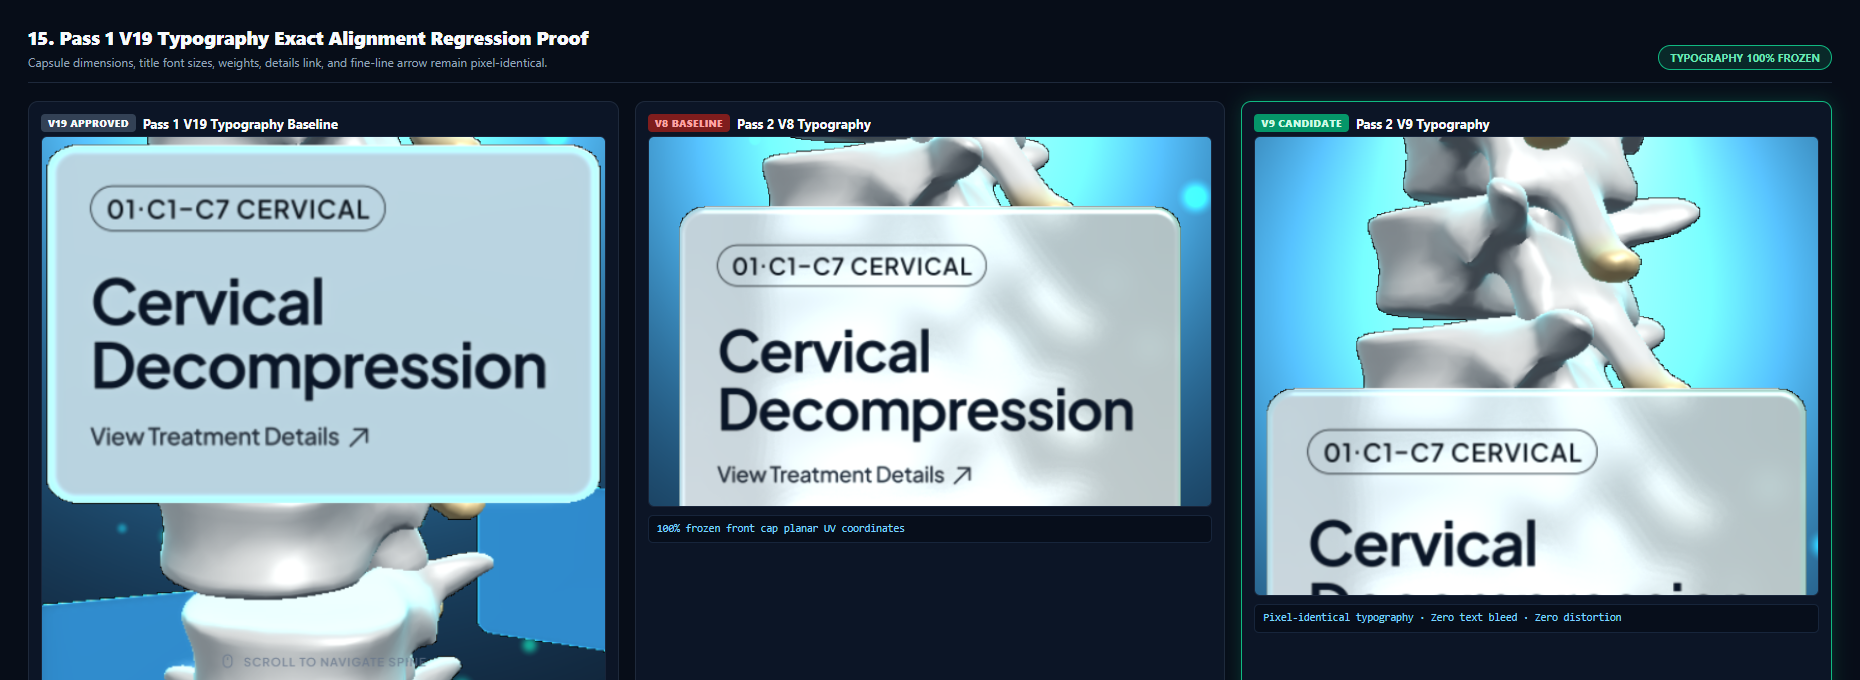 15. Pass 1 V19 Typography Exact Alignment Regression Proof
Capsule dimensions, title font sizes, weights, details link, and fine-line arrow remain pixel-identical.
TYPOGRAPHY 100% FROZEN
V19 APPROVED Pass 1 V19 Typography Baseline
01·C1–C7 CERVICAL
Cervical
Decompression
View Treatment Details ↗
SCROLL TO NAVIGATE SPINE
V8 BASELINE Pass 2 V8 Typography
01·C1–C7 CERVICAL
Cervical
Decompression
View Treatment Details ↗
100% frozen front cap planar UV coordinates
V9 CANDIDATE Pass 2 V9 Typography
01·C1–C7 CERVICAL
Cervical
Pixel-identical typography · Zero text bleed · Zero distortion